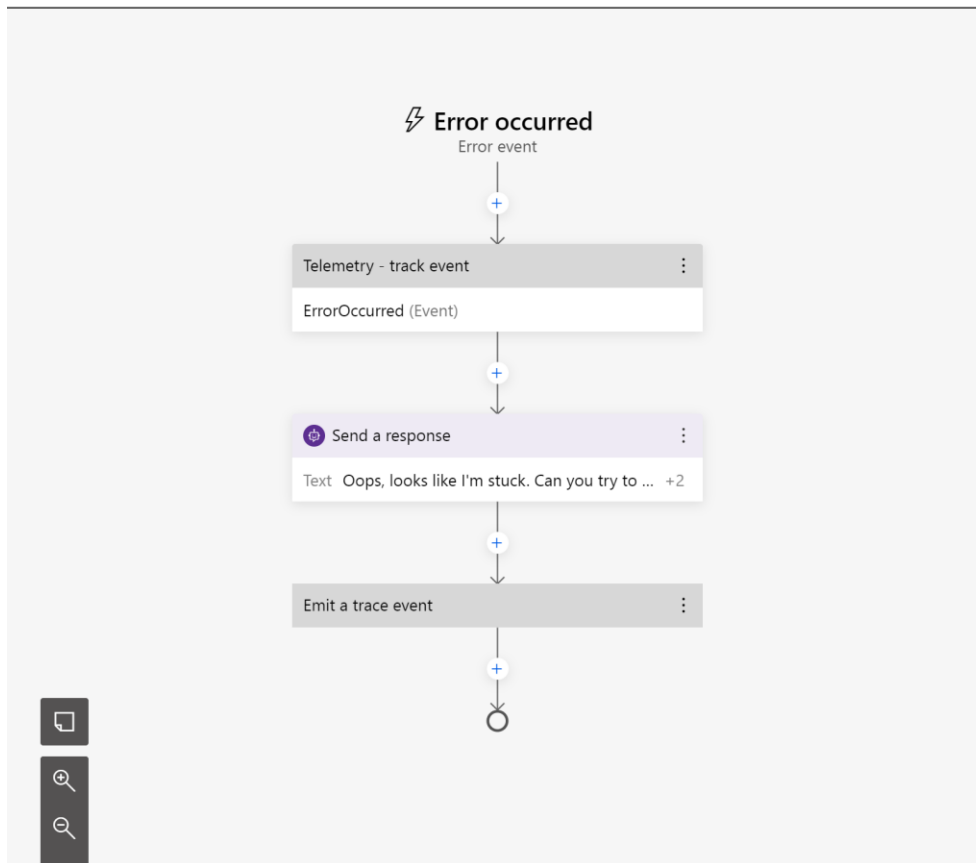 Error occurred
Error event
Telemetry - track event
ErrorOccurred (Event)
Send a response
Text Oops, looks like I'm stuck. Can you try to ... +2
Emit a trace event